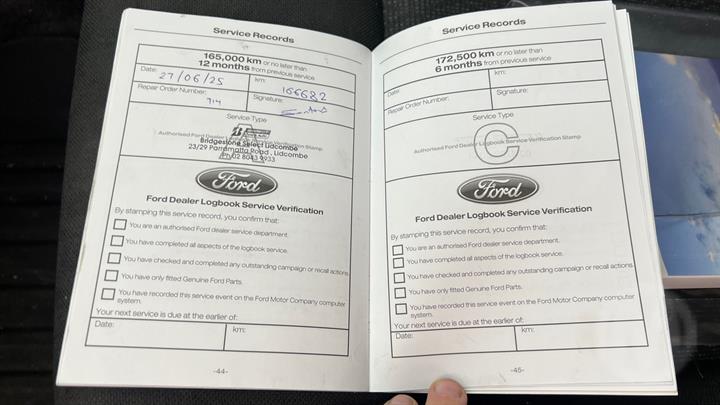 Service Records
165,000 km or no later than
12 months from previous service
Date: 27/06/25 km: 166682
Repair Order Number: 714 Signature:
Service Type
Authorised Ford Dealer Logbook Service Verification Stamp
A
Bridgestone Select Lidcombe
23/29 Parramatta Road, Lidcombe
Ph: 02 8043 9933
Ford
Ford Dealer Logbook Service Verification
By stamping this service record, you confirm that:
You are an authorised Ford dealer service department.
You have completed all aspects of the logbook service.
You have checked and completed any outstanding campaign or recall actions.
You have only fitted Genuine Ford Parts.
You have recorded this service event on the Ford Motor Company computer
system.
Your next service is due at the earlier of:
Date: km:
-44-
Service Records
172,500 km or no later than
6 months from previous service
Date: km:
Repair Order Number: Signature:
Service Type
C
Authorised Ford Dealer Logbook Service Verification Stamp
Ford
Ford Dealer Logbook Service Verification
By stamping this service record, you confirm that:
You are an authorised Ford dealer service department.
You have completed all aspects of the logbook service.
You have checked and completed any outstanding campaign or recall actions.
You have only fitted Genuine Ford Parts.
You have recorded this service event on the Ford Motor Company computer
system.
Your next service is due at the earlier of:
Date: km:
-45-